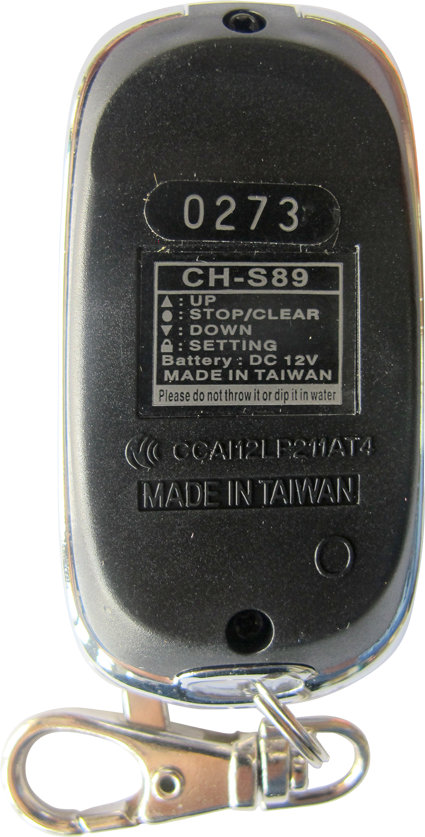 0273
CH-S89
▲ : UP
● : STOP/CLEAR
▼ : DOWN
🔒 : SETTING
Battery : DC 12V
MADE IN TAIWAN
Please do not throw it or dip it in water
CCAI12LP211AT4
MADE IN TAIWAN